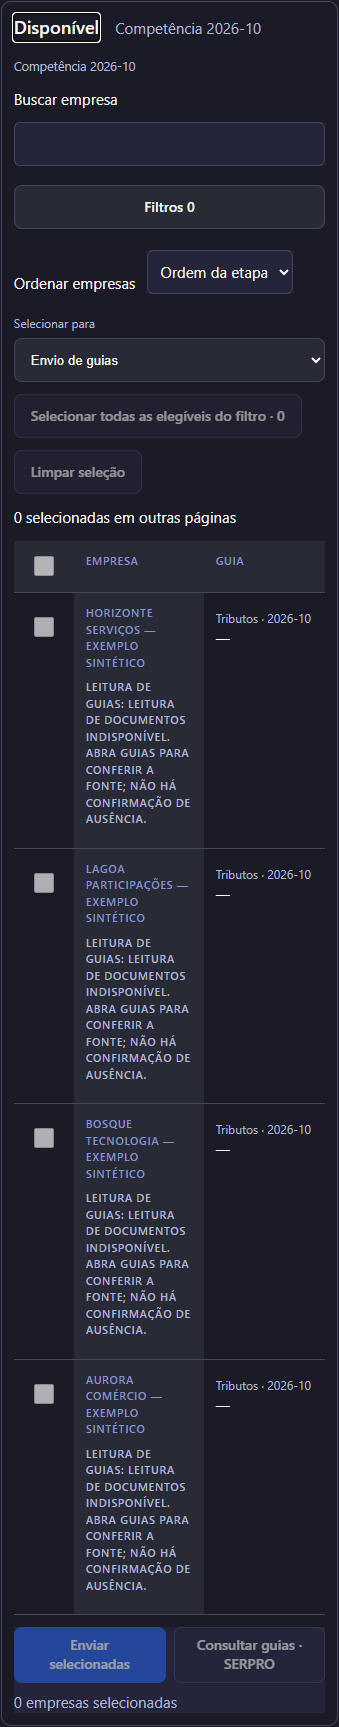 Disponível Competência 2026-10
Competência 2026-10
Buscar empresa
Filtros 0
Ordenar empresas Ordem da etapa
Selecionar para
Envio de guias
Selecionar todas as elegíveis do filtro · 0
Limpar seleção
0 selecionadas em outras páginas
EMPRESA GUIA
HORIZONTE
SERVIÇOS —
EXEMPLO
SINTÉTICO
LEITURA DE
GUIAS: LEITURA
DE DOCUMENTOS
INDISPONÍVEL.
ABRA GUIAS PARA
CONFERIR A
FONTE; NÃO HÁ
CONFIRMAÇÃO DE
AUSÊNCIA.
Tributos · 2026-10
—
LAGOA
PARTICIPAÇÕES —
EXEMPLO
SINTÉTICO
LEITURA DE
GUIAS: LEITURA
DE DOCUMENTOS
INDISPONÍVEL.
ABRA GUIAS PARA
CONFERIR A
FONTE; NÃO HÁ
CONFIRMAÇÃO DE
AUSÊNCIA.
Tributos · 2026-10
—
BOSQUE
TECNOLOGIA —
EXEMPLO
SINTÉTICO
LEITURA DE
GUIAS: LEITURA
DE DOCUMENTOS
INDISPONÍVEL.
ABRA GUIAS PARA
CONFERIR A
FONTE; NÃO HÁ
CONFIRMAÇÃO DE
AUSÊNCIA.
Tributos · 2026-10
—
AURORA
COMÉRCIO —
EXEMPLO
SINTÉTICO
LEITURA DE
GUIAS: LEITURA
DE DOCUMENTOS
INDISPONÍVEL.
ABRA GUIAS PARA
CONFERIR A
FONTE; NÃO HÁ
CONFIRMAÇÃO DE
AUSÊNCIA.
Tributos · 2026-10
—
Enviar
selecionadas
Consultar guias ·
SERPRO
0 empresas selecionadas